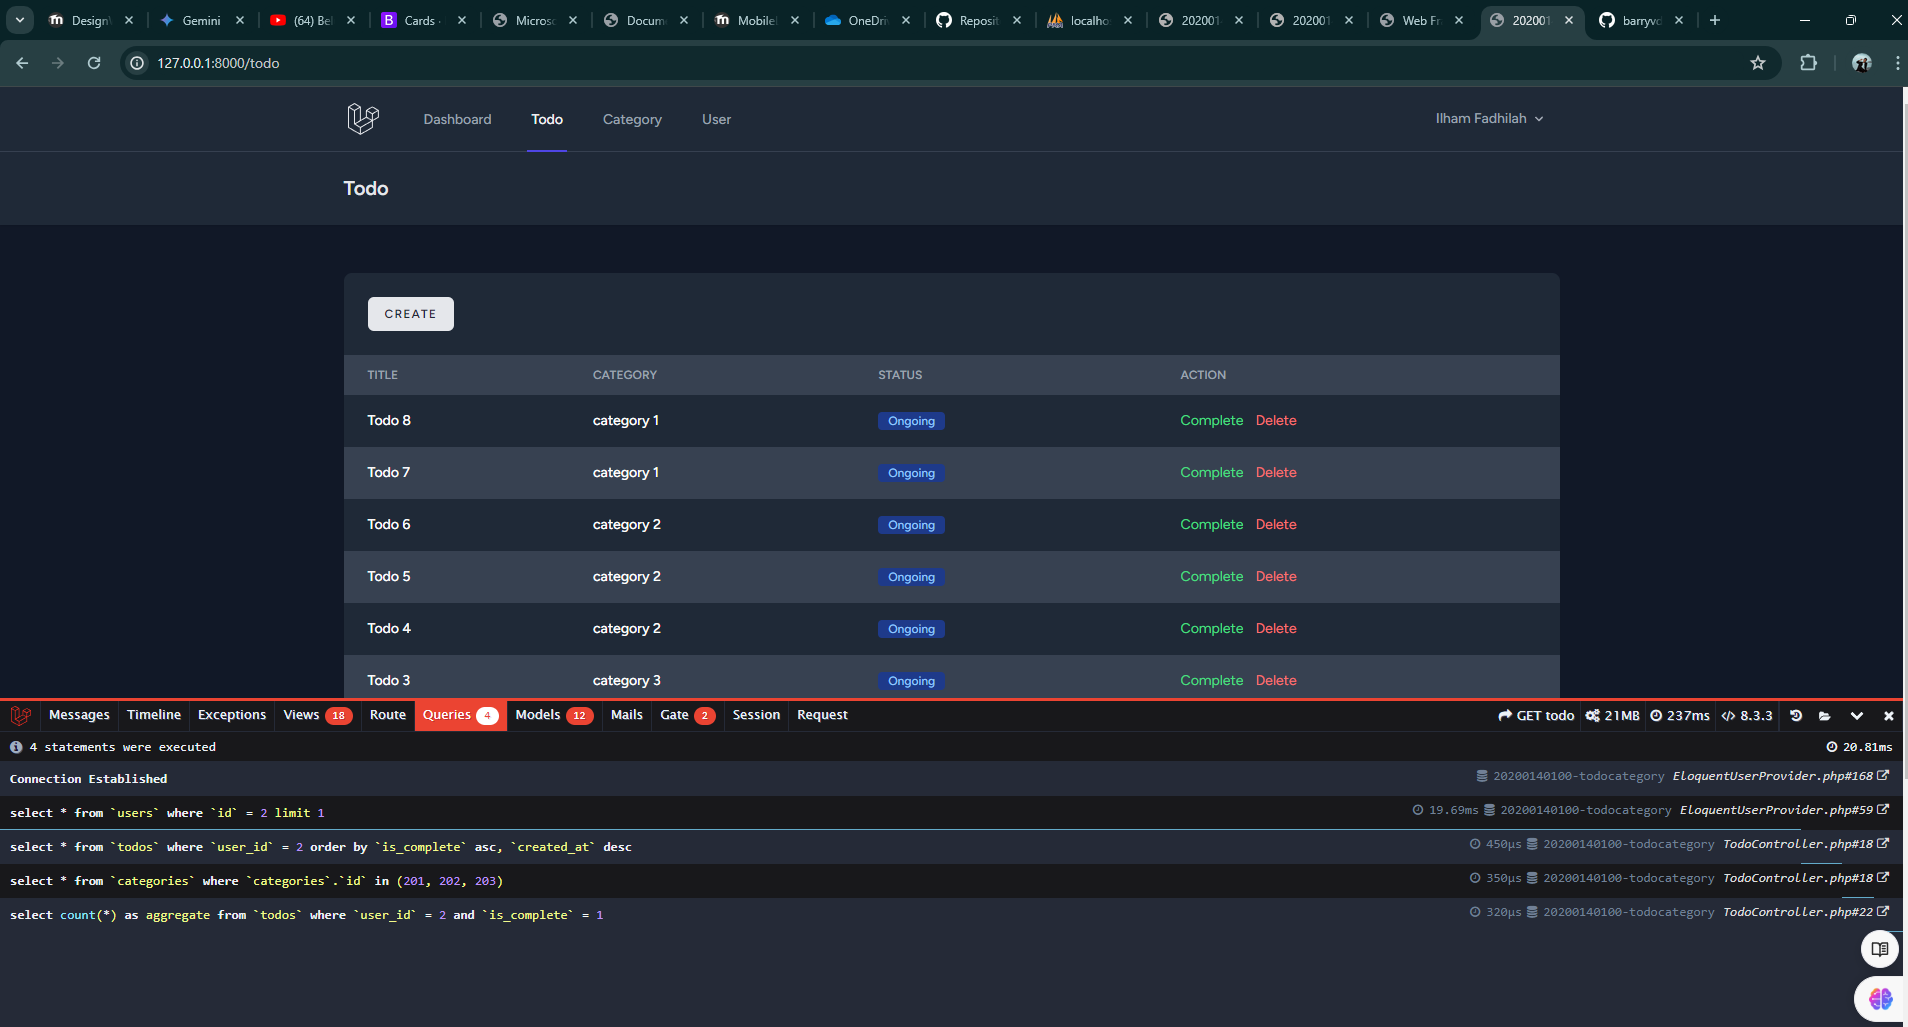 Design\ Gemini (64) Bel Cards - Microsc Docum Mobile OneDri Reposit localho 202001 202001 Web Fr 202001 barryvd
127.0.0.1:8000/todo
Dashboard Todo Category User Ilham Fadhilah
Todo
CREATE
TITLE CATEGORY STATUS ACTION
Todo 8 category 1 Ongoing Complete Delete
Todo 7 category 1 Ongoing Complete Delete
Todo 6 category 2 Ongoing Complete Delete
Todo 5 category 2 Ongoing Complete Delete
Todo 4 category 2 Ongoing Complete Delete
Todo 3 category 3 Ongoing Complete Delete
Messages Timeline Exceptions Views 18 Route Queries 4 Models 12 Mails Gate 2 Session Request GET todo 21MB 237ms 8.3.3
4 statements were executed 20.81ms
Connection Established 20200140100-todocategory EloquentUserProvider.php#168
select * from `users` where `id` = 2 limit 1 19.69ms 20200140100-todocategory EloquentUserProvider.php#59
select * from `todos` where `user_id` = 2 order by `is_complete` asc, `created_at` desc 450μs 20200140100-todocategory TodoController.php#18
select * from `categories` where `categories`.`id` in (201, 202, 203) 350μs 20200140100-todocategory TodoController.php#18
select count(*) as aggregate from `todos` where `user_id` = 2 and `is_complete` = 1 320μs 20200140100-todocategory TodoController.php#22